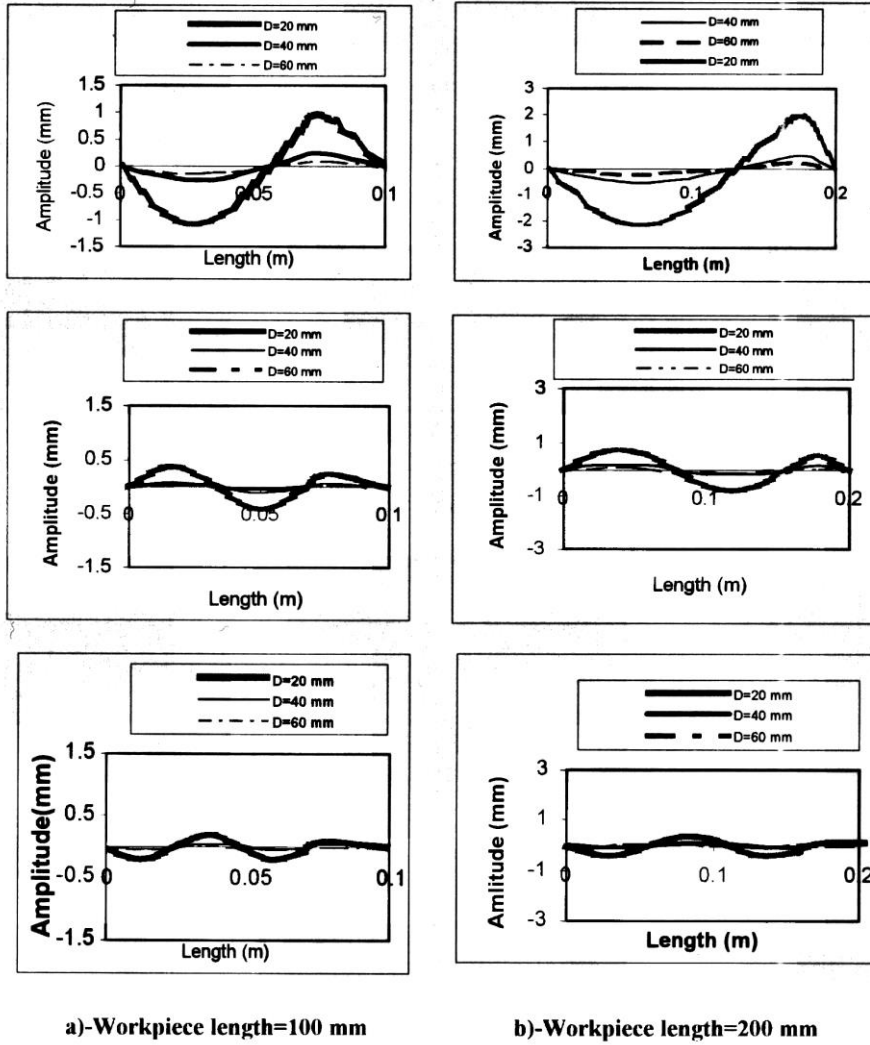 D=20 mm
D=40 mm
D=60 mm
Amplitude (mm)
1.5
1
0.5
0
-0.5
-1
-1.5
0
0.05
0.1
Length (m)
D=40 mm
D=60 mm
D=20 mm
Amplitude (mm)
3
2
1
0
-1
-2
-3
0
0.1
0.2
Length (m)
D=20 mm
D=40 mm
D=60 mm
Amplitude (mm)
1.5
0.5
-0.5
-1.5
0
0.05
0.1
Length (m)
D=20 mm
D=40 mm
D=60 mm
Amplitude (mm)
3
1
-1
-3
0
0.1
0.2
Length (m)
D=20 mm
D=40 mm
D=60 mm
Amplitude(mm)
1.5
0.5
-0.5
-1.5
0
0.05
0.1
Length (m)
D=20 mm
D=40 mm
D=60 mm
Amlitude (mm)
3
1
-1
-3
0
0.1
0.2
Length (m)
a)-Workpiece length=100 mm
b)-Workpiece length=200 mm